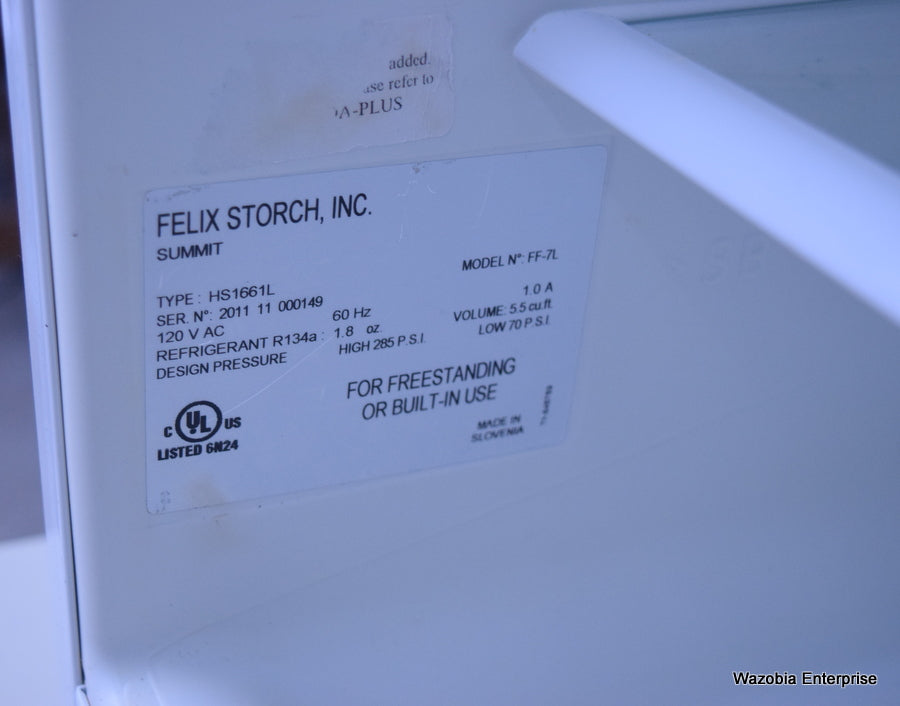 added.
use refer to
A-PLUS
FELIX STORCH, INC.
SUMMIT
MODEL N°: FF-7L
TYPE : HS1661L
SER. N°: 2011 11 000149
120 V AC 60 Hz 1.0 A
REFRIGERANT R134a : 1.8 oz. VOLUME: 5.5 cu.ft.
DESIGN PRESSURE HIGH 285 P.S.I. LOW 70 P.S.I.
FOR FREESTANDING
OR BUILT-IN USE
C UL US
LISTED 6N24
MADE IN
SLOVENIA
Wazobia Enterprise